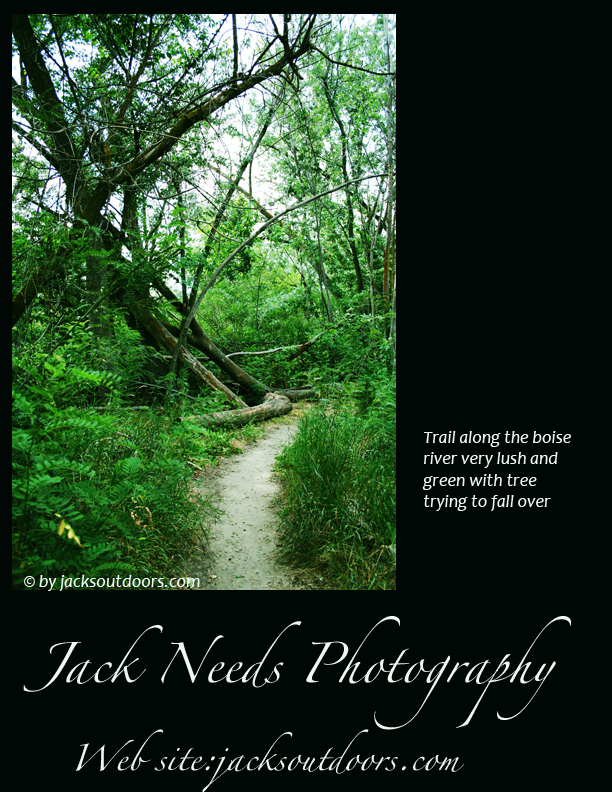 Trail along the boise
river very lush and
green with tree
trying to fall over
© by jacksoutdoors.com
Jack Needs Photography
Web site:jacksoutdoors.com